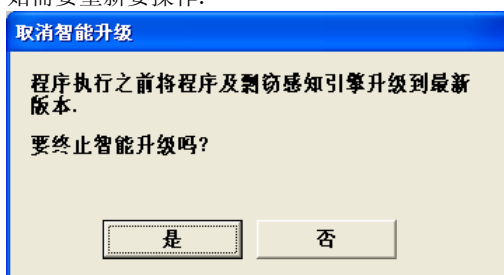 取消智能升级
程序执行之前将程序及剽窃感知引擎升级到最新
版本.
要终止智能升级吗?
是
否